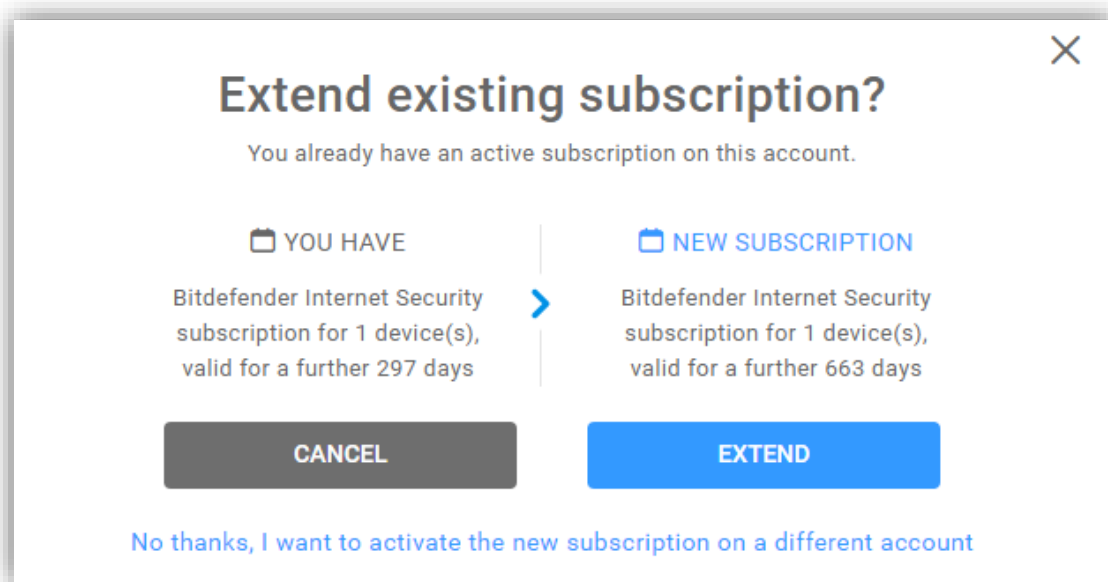 Extend existing subscription?
You already have an active subscription on this account.
YOU HAVE
Bitdefender Internet Security
subscription for 1 device(s),
valid for a further 297 days
NEW SUBSCRIPTION
Bitdefender Internet Security
subscription for 1 device(s),
valid for a further 663 days
CANCEL
EXTEND
No thanks, I want to activate the new subscription on a different account